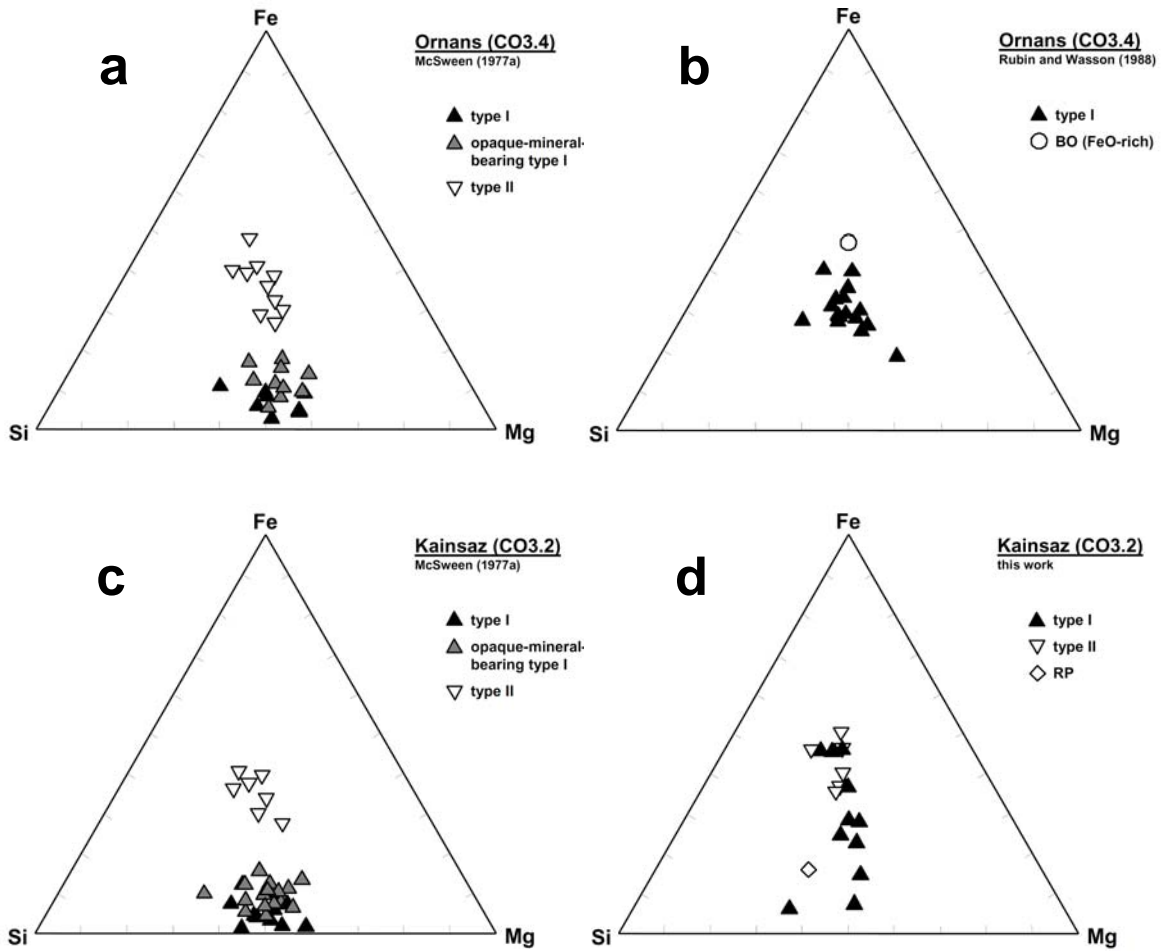 a
Fe
Ornans (CO3.4)
McSween (1977a)
type I
opaque-mineral-
bearing type I
type II
Si
Mg
b
Fe
Ornans (CO3.4)
Rubin and Wasson (1988)
type I
BO (FeO-rich)
Si
Mg
c
Fe
Kainsaz (CO3.2)
McSween (1977a)
type I
opaque-mineral-
bearing type I
type II
Si
Mg
d
Fe
Kainsaz (CO3.2)
this work
type I
type II
RP
Si
Mg